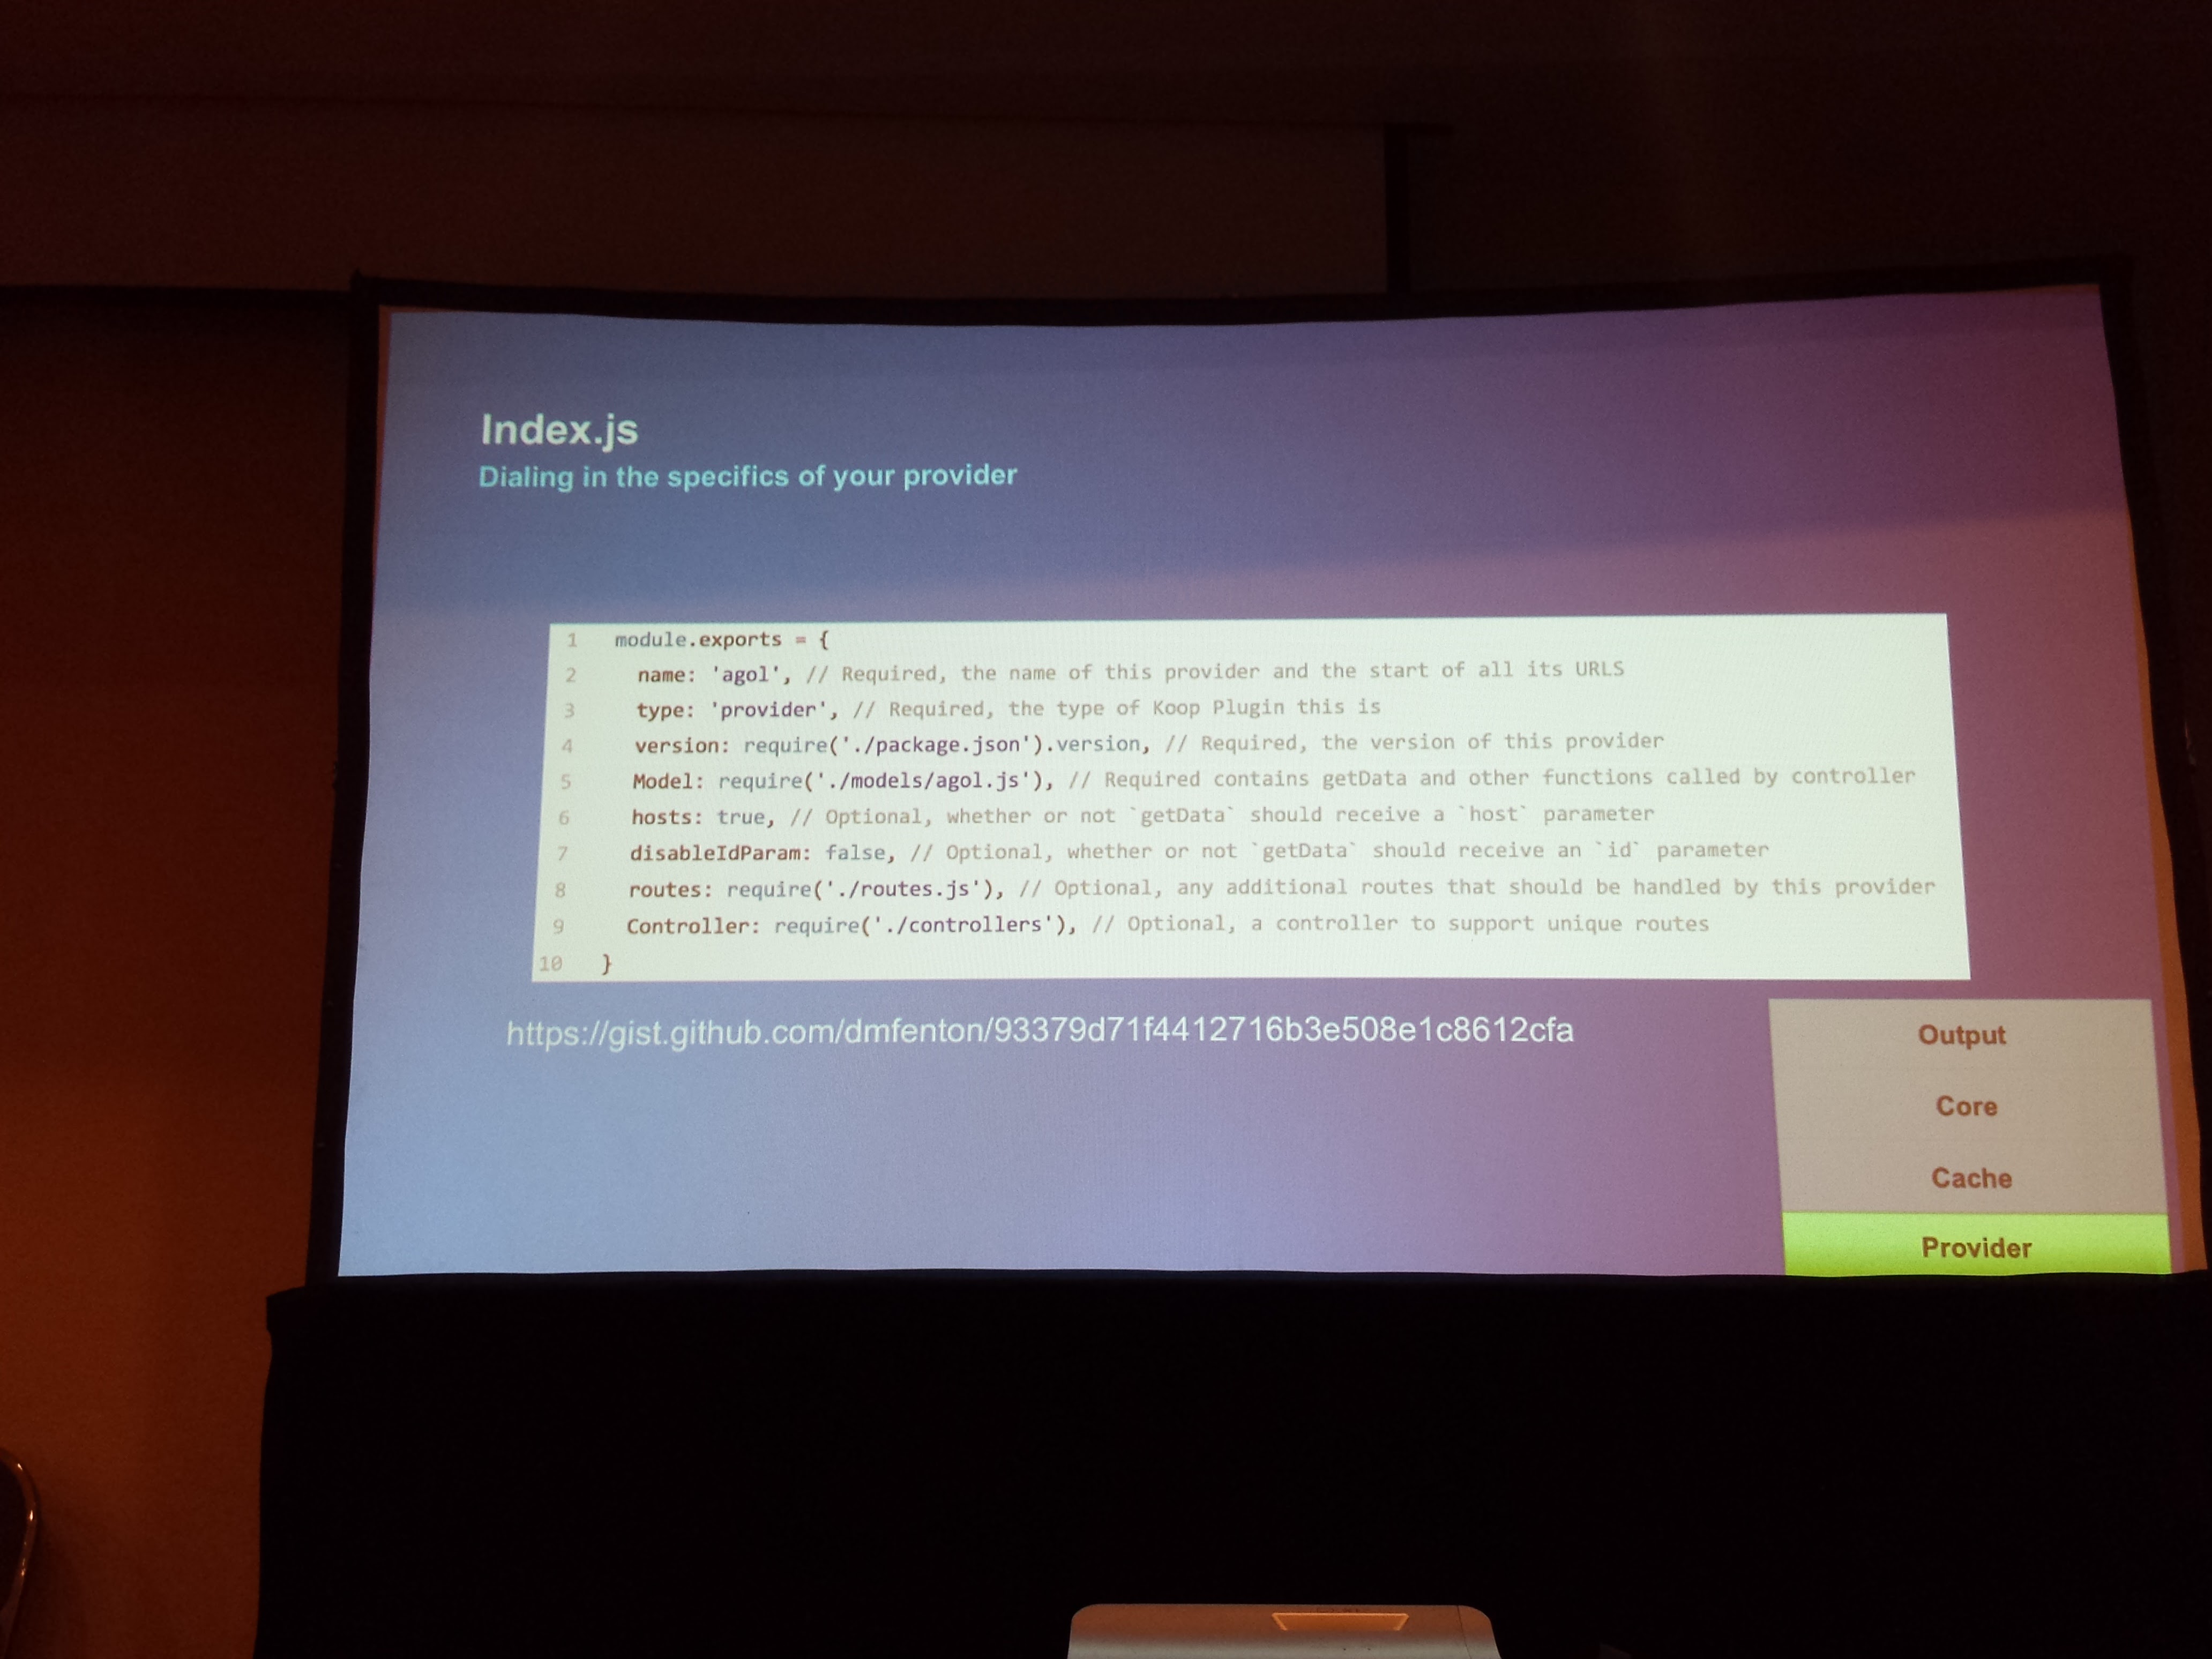 Index.js
Dialing in the specifics of your provider
1 module.exports = {
2 name: 'agol', // Required, the name of this provider and the start of all its URLS
3 type: 'provider', // Required, the type of Koop Plugin this is
4 version: require('./package.json').version, // Required, the version of this provider
5 Model: require('./models/agol.js'), // Required contains getData and other functions called by controller
6 hosts: true, // Optional, whether or not `getData` should receive a `host` parameter
7 disableIdParam: false, // Optional, whether or not `getData` should receive an `id` parameter
8 routes: require('./routes.js'), // Optional, any additional routes that should be handled by this provider
9 Controller: require('./controllers'), // Optional, a controller to support unique routes
10 }
https://gist.github.com/dmfenton/93379d71f4412716b3e508e1c8612cfa
Output
Core
Cache
Provider